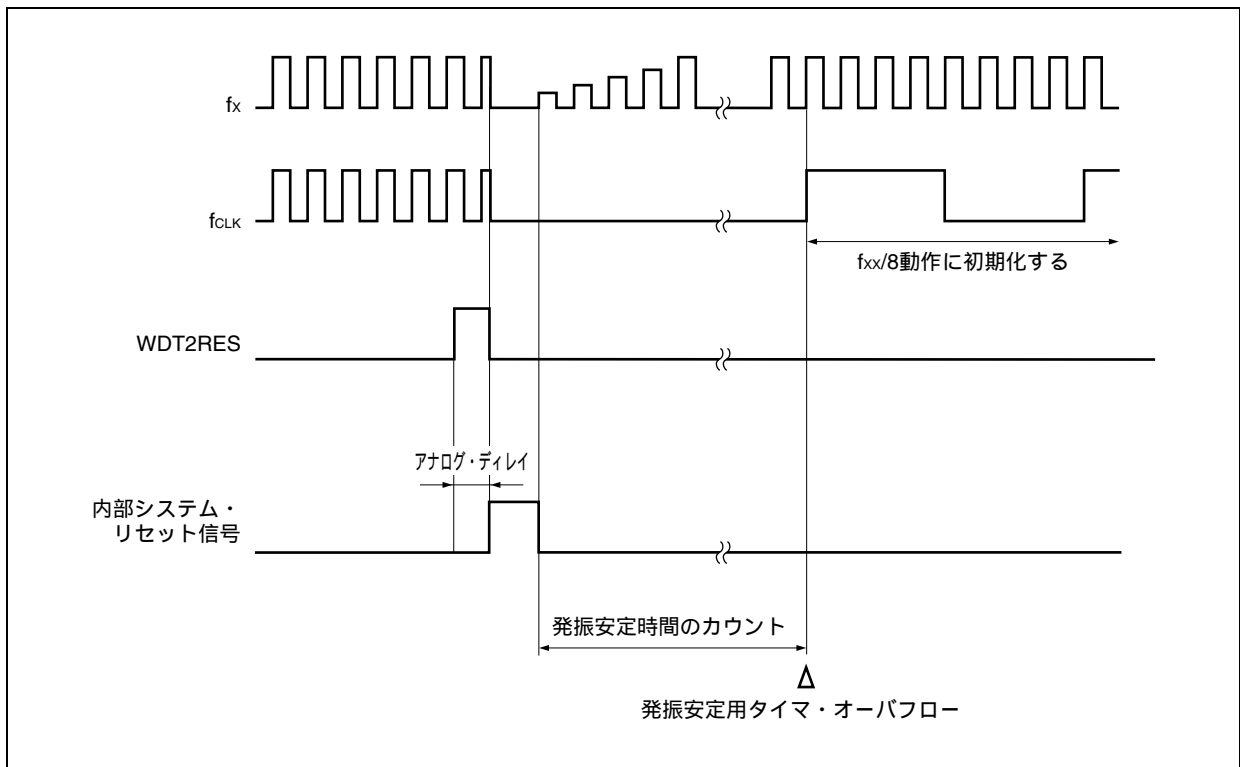 fX
fCLK
fXX/8動作に初期化する
WDT2RES
アナログ・ディレイ
内部システム・
リセット信号
発振安定時間のカウント
発振安定用タイマ・オーバフロー